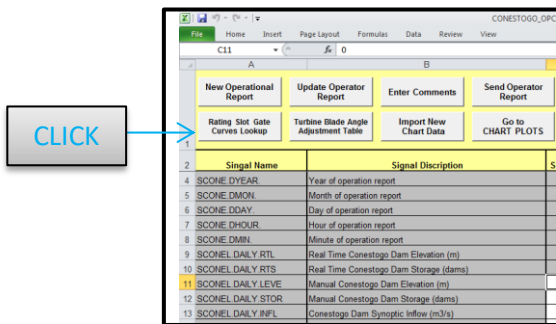 CONESTOGO_OPC
File Home Insert Page Layout Formulas Data Review View
C11 fx 0
A B
New Operational Report
Update Operator Report
Enter Comments
Send Operator Report
CLICK
Rating Slot Gate Curves Lookup
Turbine Blade Angle Adjustment Table
Import New Chart Data
Go to CHART PLOTS
1
2 Singal Name Signal Discription S
4 SCONE.DYEAR. Year of operation report
5 SCONE.DMON. Month of operation report
6 SCONE.DDAY. Day of operation report
7 SCONE.DHOUR. Hour of operation report
8 SCONE.DMIN. Minute of operation report
9 SCONEL.DAILY.RTL Real Time Conestogo Dam Elevation (m)
10 SCONEL.DAILY.RTS Real Time Conestogo Dam Storage (dams)
11 SCONEL.DAILY.LEVE Manual Conestogo Dam Elevation (m)
12 SCONEL.DAILY.STOR Manual Conestogo Dam Storage (dams)
13 SCONEL.DAILY.INFL Conestogo Dam Synoptic Inflow (m3/s)